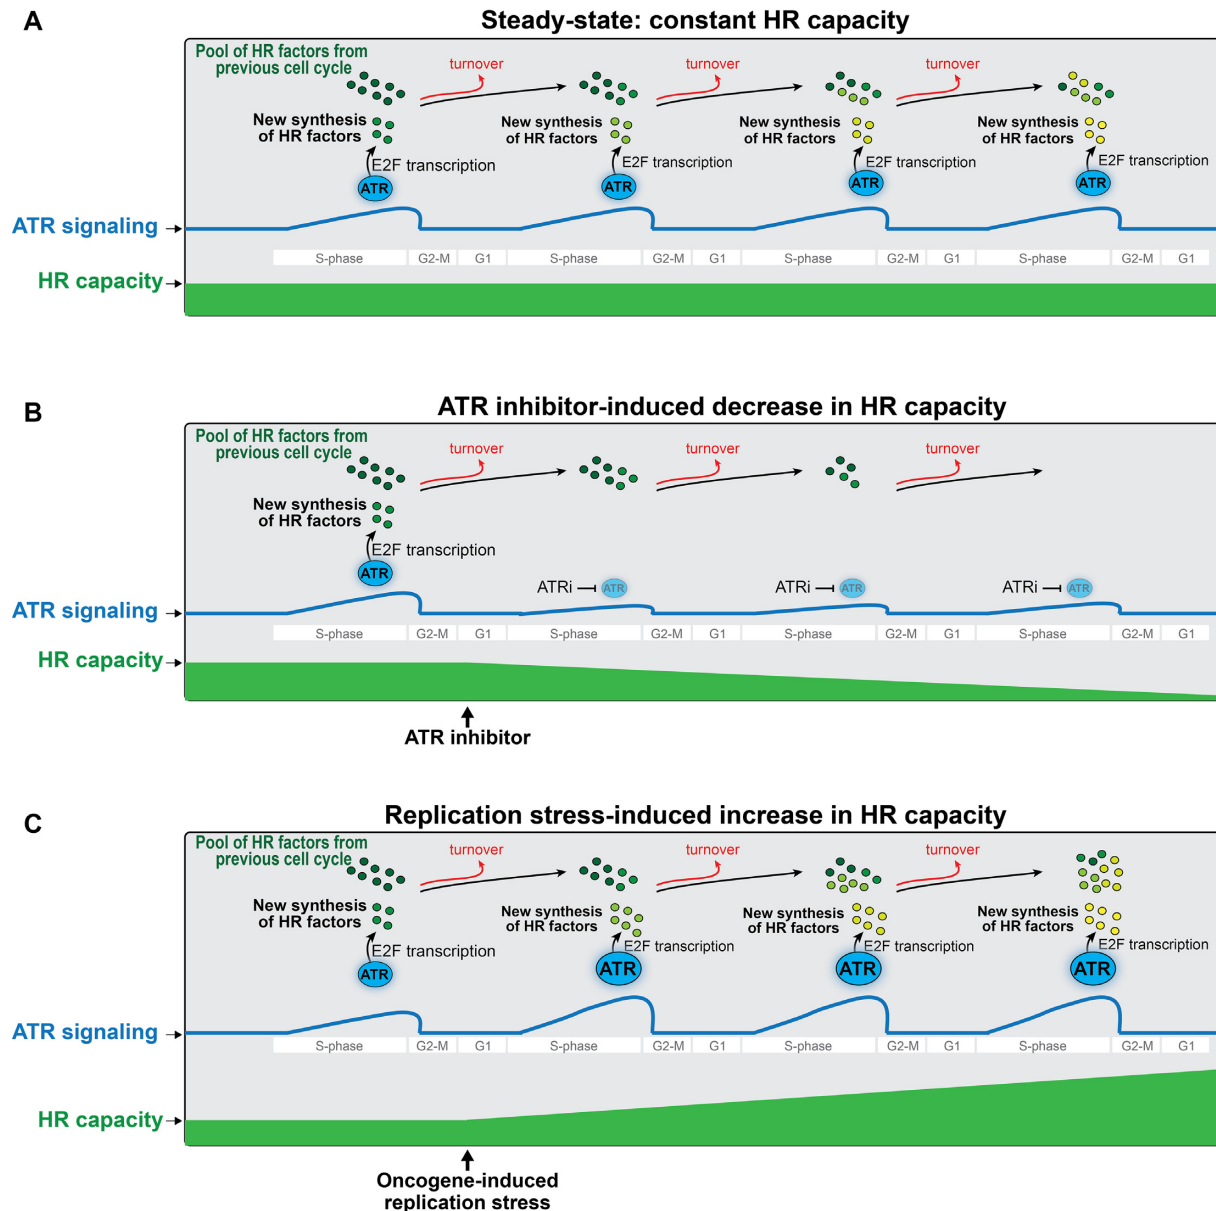 A
Steady-state: constant HR capacity
Pool of HR factors from
previous cell cycle
turnover
turnover
turnover
New synthesis
of HR factors
New synthesis
of HR factors
New synthesis
of HR factors
New synthesis
of HR factors
E2F transcription
E2F transcription
E2F transcription
E2F transcription
ATR
ATR
ATR
ATR
ATR signaling
S-phase G2-M G1 S-phase G2-M G1 S-phase G2-M G1 S-phase G2-M G1
HR capacity
B
ATR inhibitor-induced decrease in HR capacity
Pool of HR factors from
previous cell cycle
turnover
turnover
turnover
New synthesis
of HR factors
E2F transcription
ATR
ATRi ATR
ATRi ATR
ATRi ATR
ATR signaling
S-phase G2-M G1 S-phase G2-M G1 S-phase G2-M G1 S-phase G2-M G1
HR capacity
ATR inhibitor
C
Replication stress-induced increase in HR capacity
Pool of HR factors from
previous cell cycle
turnover
turnover
turnover
New synthesis
of HR factors
New synthesis
of HR factors
New synthesis
of HR factors
New synthesis
of HR factors
E2F transcription
E2F transcription
E2F transcription
E2F transcription
ATR
ATR
ATR
ATR
ATR signaling
S-phase G2-M G1 S-phase G2-M G1 S-phase G2-M G1 S-phase G2-M G1
HR capacity
Oncogene-induced
replication stress